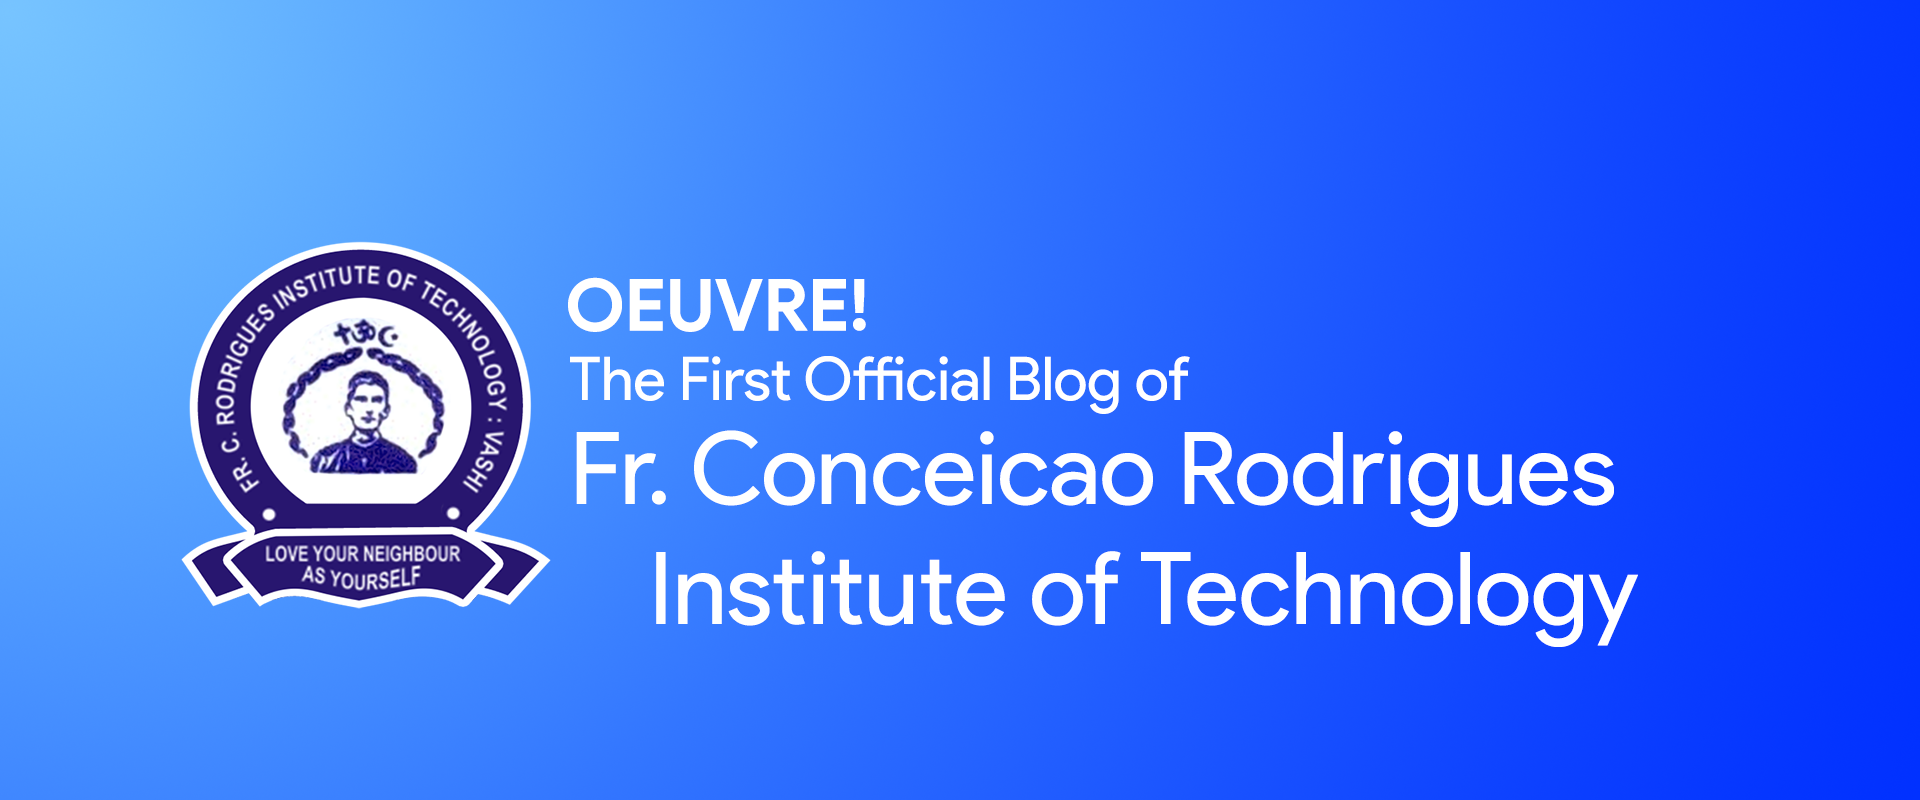 FR. C. RODRIGUES INSTITUTE OF TECHNOLOGY : VASHI
LOVE YOUR NEIGHBOUR
AS YOURSELF
OEUVRE!
The First Official Blog of
Fr. Conceicao Rodrigues
Institute of Technology